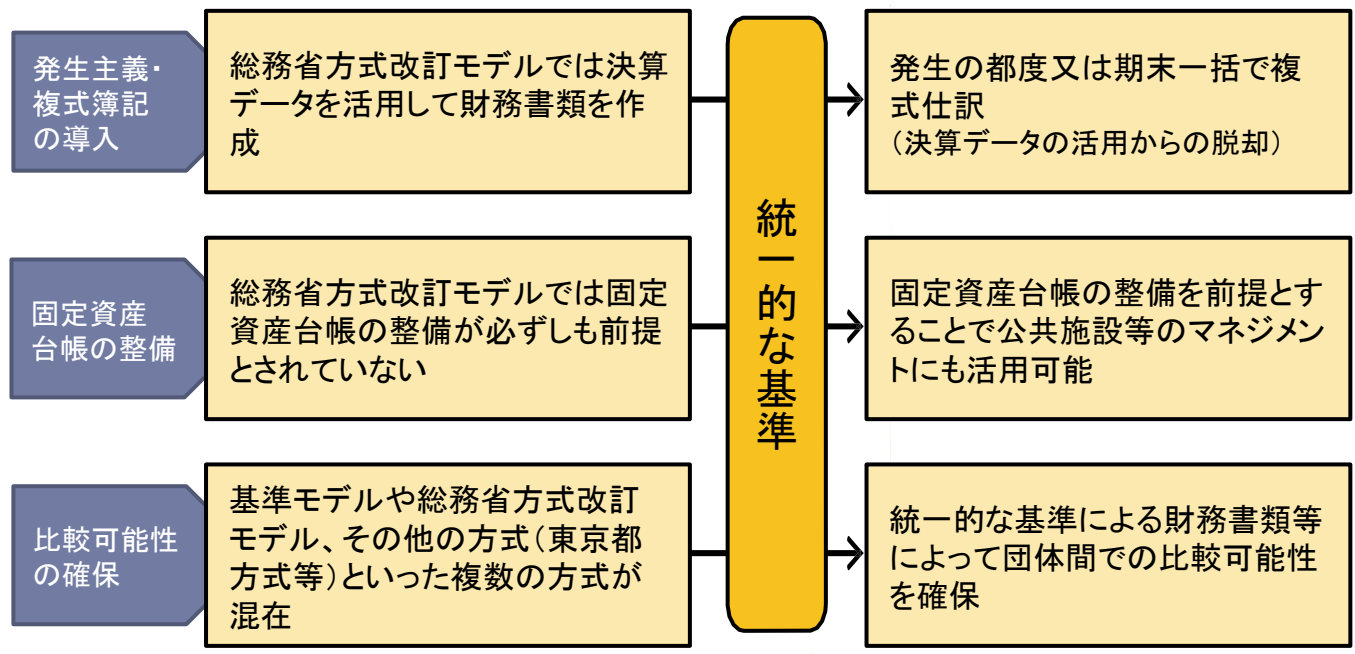 発生主義・
複式簿記
の導入
総務省方式改訂モデルでは決算
データを活用して財務書類を作
成
発生の都度又は期末一括で複
式仕訳
（決算データの活用からの脱却）
統一的な基準
固定資産
台帳の整備
総務省方式改訂モデルでは固定
資産台帳の整備が必ずしも前提
とされていない
固定資産台帳の整備を前提とす
ることで公共施設等のマネジメン
トにも活用可能
比較可能性
の確保
基準モデルや総務省方式改訂
モデル、その他の方式（東京都
方式等）といった複数の方式が
混在
統一的な基準による財務書類等
によって団体間での比較可能性
を確保